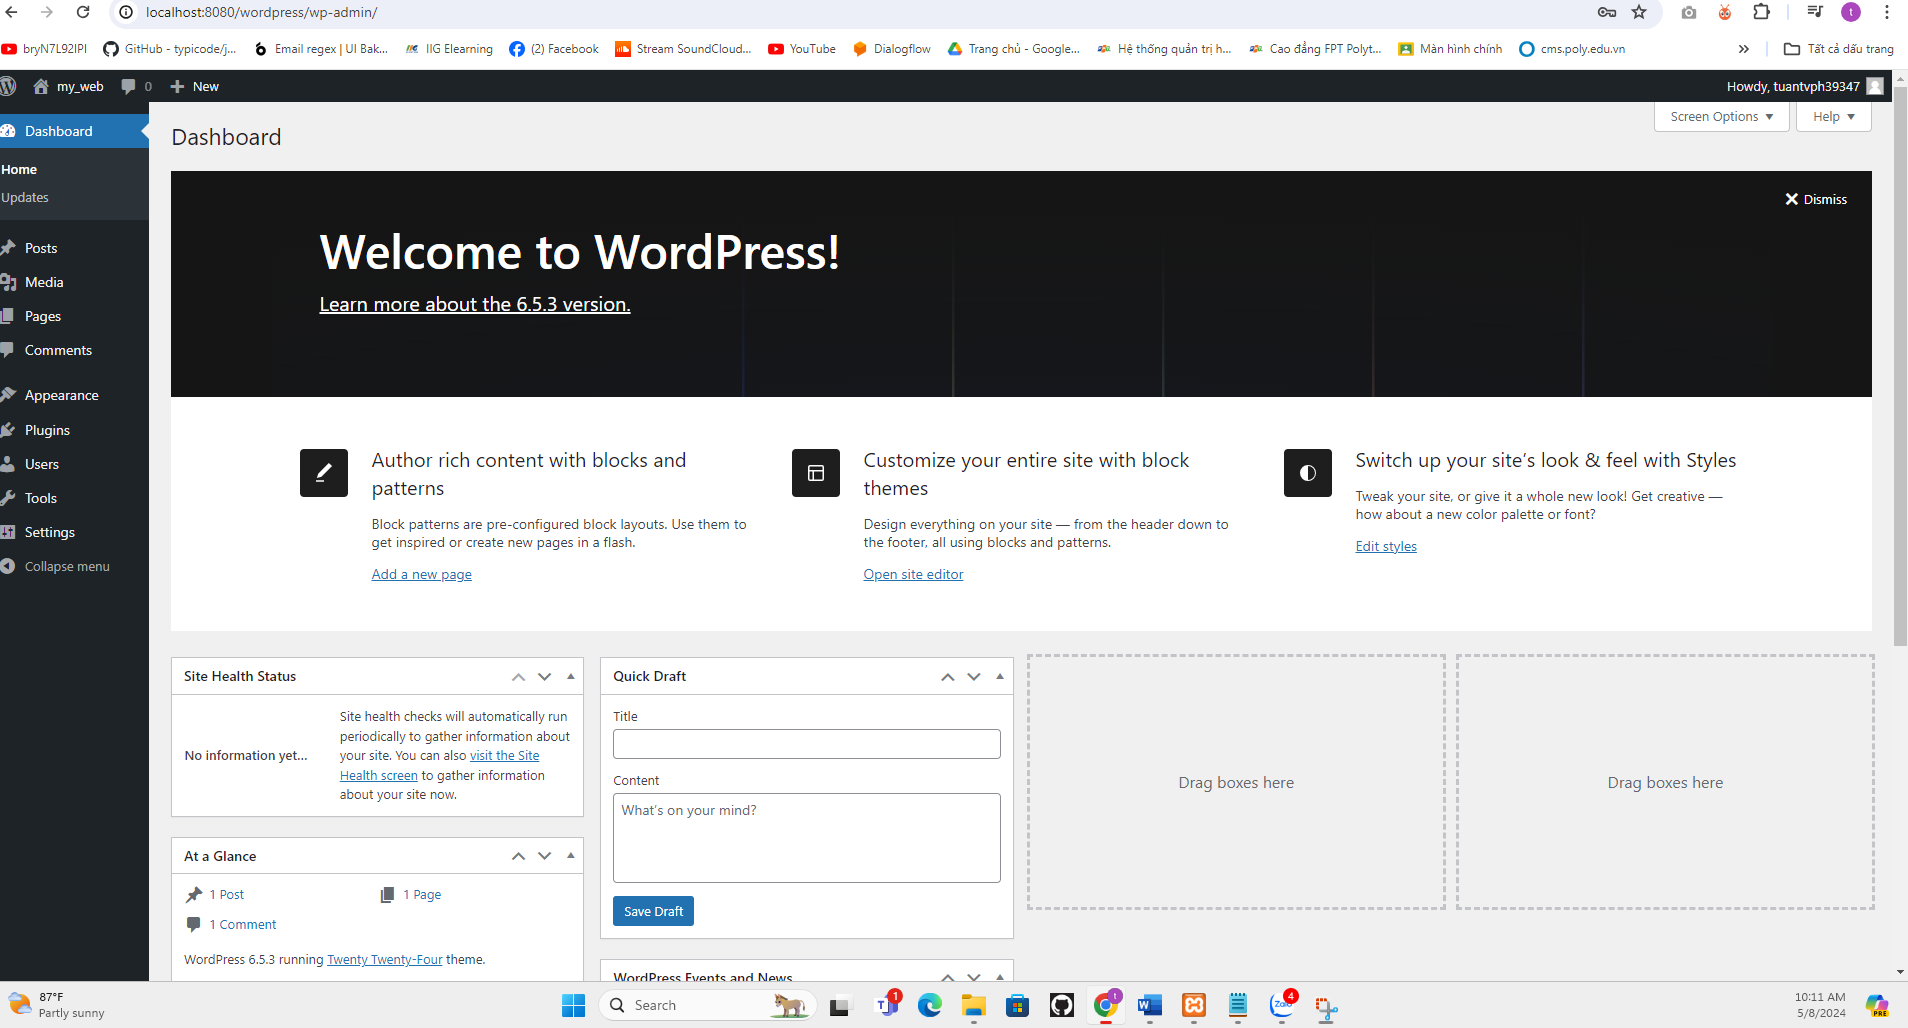 localhost:8080/wordpress/wp-admin/
t
bryN7L92IPI
GitHub - typicode/j...
Email regex | UI Bak...
IIG Elearning
(2) Facebook
Stream SoundCloud...
YouTube
Dialogflow
Trang chủ - Google...
Hệ thống quản trị h...
Cao đẳng FPT Polyt...
Màn hình chính
cms.poly.edu.vn
Tất cả dấu trang
my_web
0
New
Howdy, tuantvph39347
Dashboard
Home
Updates
Posts
Media
Pages
Comments
Appearance
Plugins
Users
Tools
Settings
Collapse menu
Dashboard
Screen Options
Help
Dismiss
Welcome to WordPress!
Learn more about the 6.5.3 version.
Author rich content with blocks and
patterns
Block patterns are pre-configured block layouts. Use them to
get inspired or create new pages in a flash.
Add a new page
Customize your entire site with block
themes
Design everything on your site — from the header down to
the footer, all using blocks and patterns.
Open site editor
Switch up your site’s look & feel with Styles
Tweak your site, or give it a whole new look! Get creative —
how about a new color palette or font?
Edit styles
Site Health Status
No information yet...
Site health checks will automatically run
periodically to gather information about
your site. You can also visit the Site
Health screen to gather information
about your site now.
At a Glance
1 Post
1 Page
1 Comment
WordPress 6.5.3 running Twenty Twenty-Four theme.
Quick Draft
Title
Content
What’s on your mind?
Save Draft
WordPress Events and News
Drag boxes here
Drag boxes here
87°F
Partly sunny
Search
1
t
4
Zalo
PRE
10:11 AM
5/8/2024